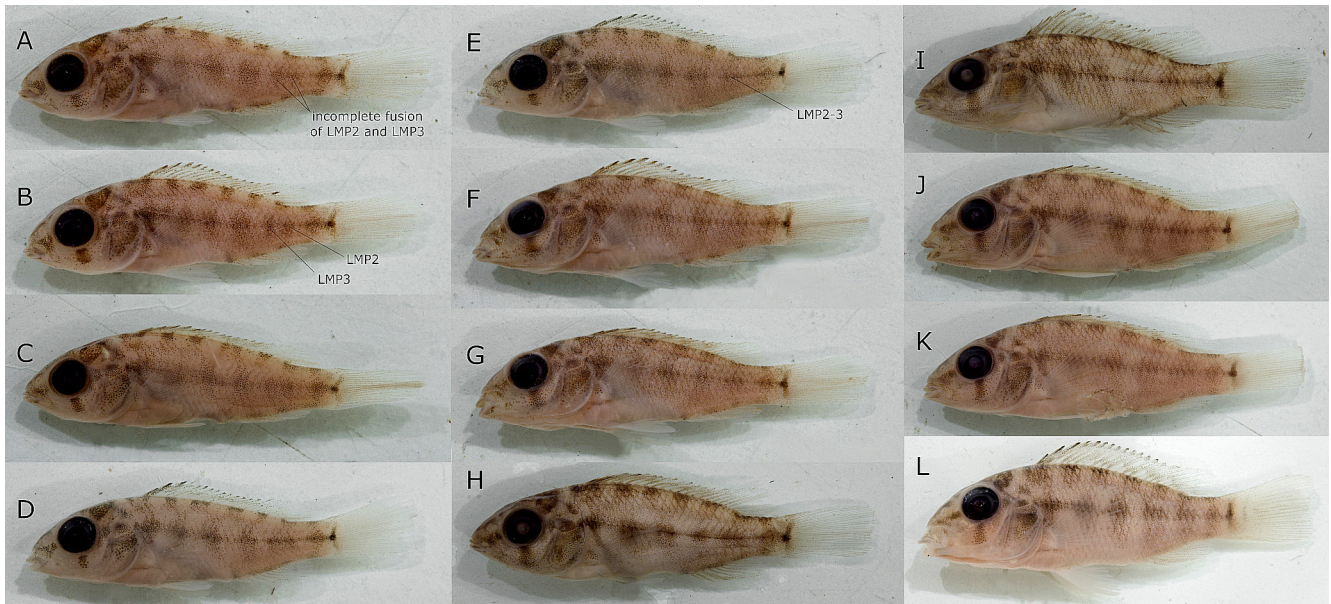 A
incomplete fusion
of LMP2 and LMP3
B
LMP2
LMP3
C
D
E
LMP2-3
F
G
H
I
J
K
L